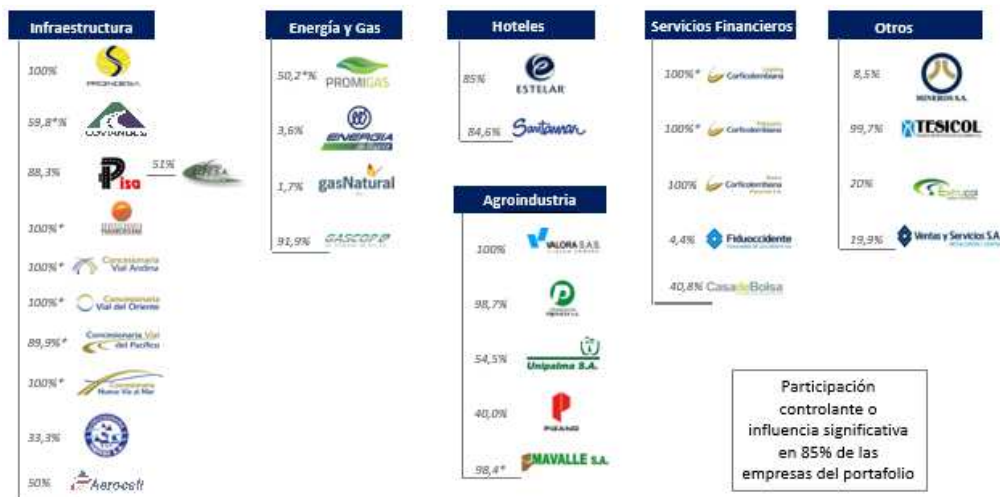 Infraestructura
100%
PRONDESA
59,8*%
COVIANDES
88,3%
Pisa
51%
100%*
100%*
Concesionaria
Vial Andina
100%*
Concesionaria
Vial del Oriente
89,9%*
Concesionaria Vial
del Pacífico
100%*
Concesionaria
Nueva Vía al Mar
33,3%
50%
Aerocali
Energía y Gas
50,2*%
PROMIGAS
3,6%
ENERGIA
1,7%
gasNatural
91,9%
GASCOP
Hoteles
85%
ESTELAR
84,6%
Santamar
Agroindustria
100%
VALORA S.A.S.
98,7%
54,5%
Unipalma S.A.
40,0%
PIZANO
98,4*
MAVALLE S.A.
Servicios Financieros
100%*
Corficolombiana
100%*
Corficolombiana
100%
Corficolombiana
4,4%
Fiduoccidente
40,8%
CasadeBolsa
Otros
8,5%
MINEROS S.A.
99,7%
TESICOL
20%
19,9%
Ventas y Servicios S.A.
Participación
controlante o
influencia significativa
en 85% de las
empresas del portafolio